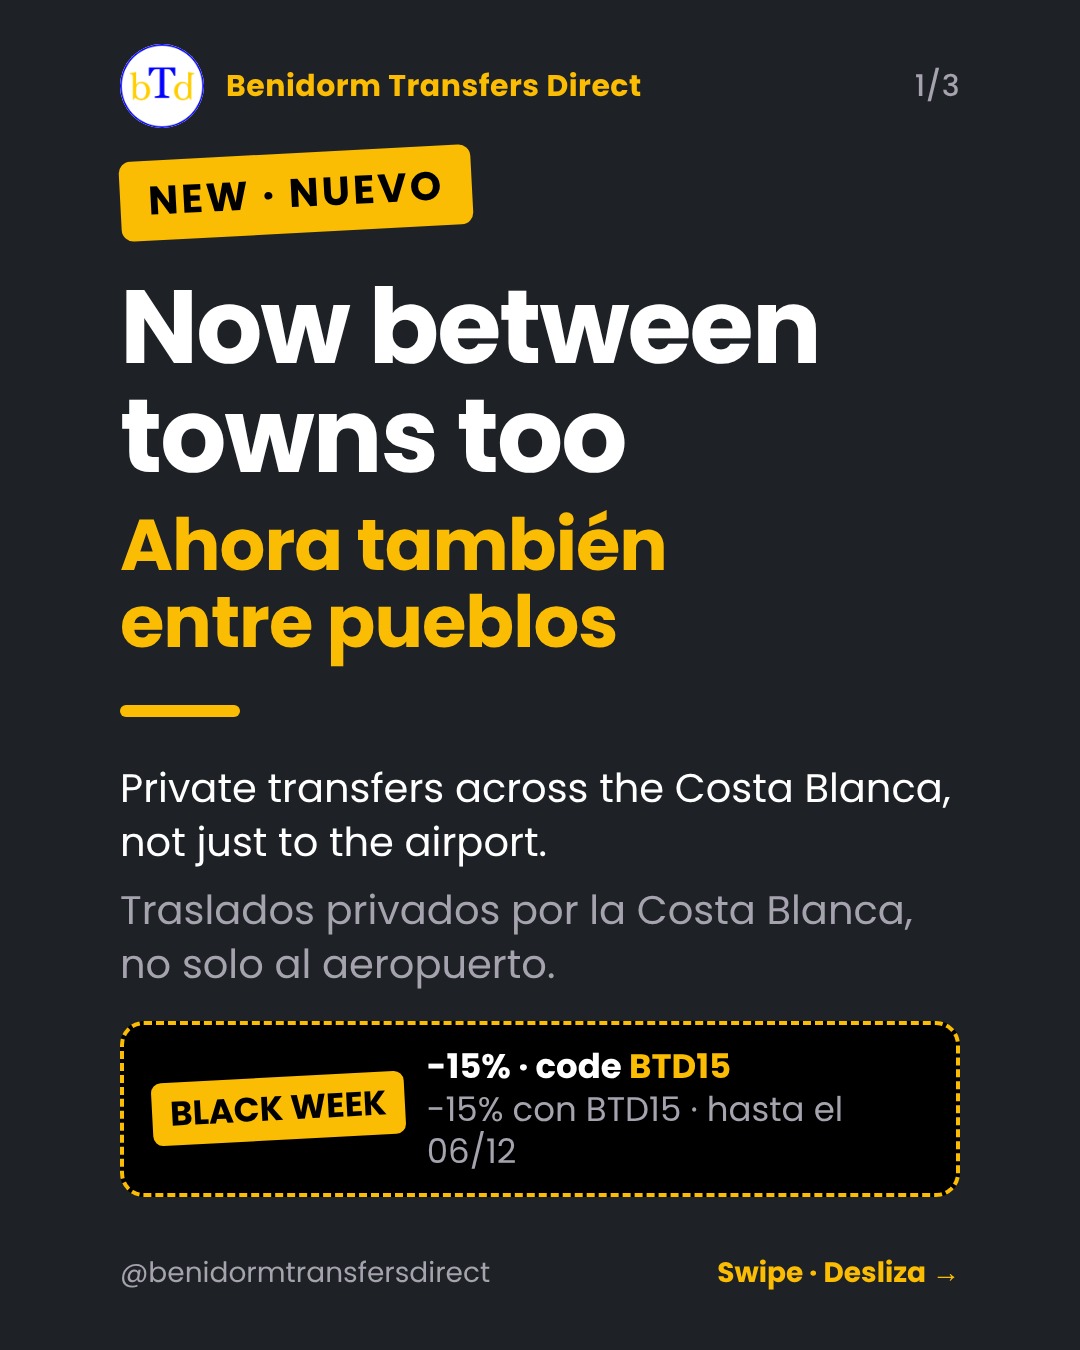 bTd
Benidorm Transfers Direct
1/3
NEW · NUEVO
Now between
towns too
Ahora también
entre pueblos
Private transfers across the Costa Blanca,
not just to the airport.
Traslados privados por la Costa Blanca,
no solo al aeropuerto.
BLACK WEEK
-15% · code BTD15
-15% con BTD15 · hasta el
06/12
@benidormtransfersdirect
Swipe · Desliza →